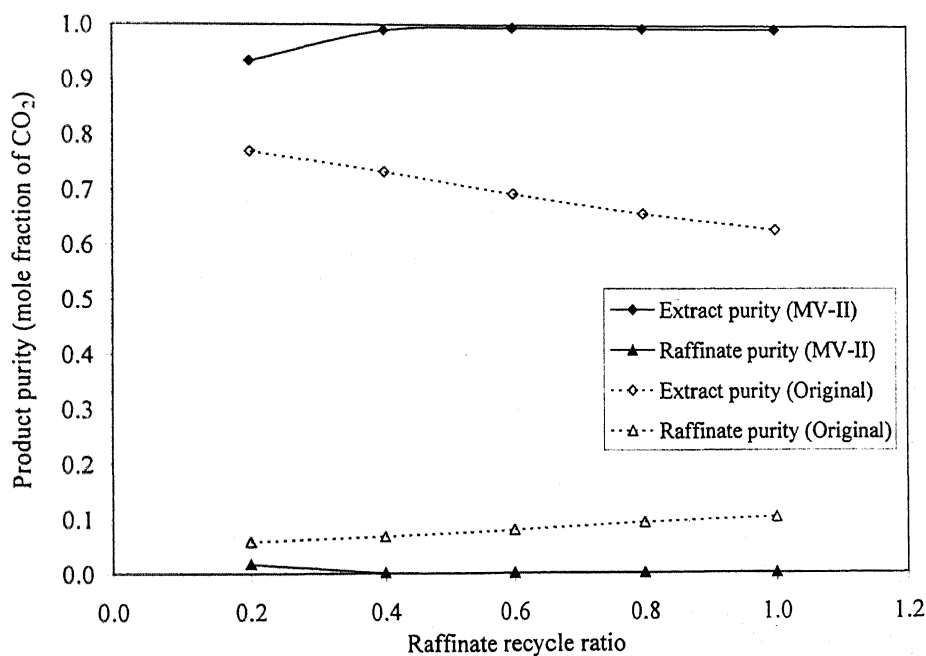 Product purity (mole fraction of CO₂)
1.0
0.9
0.8
0.7
0.6
0.5
0.4
0.3
0.2
0.1
0.0
Extract purity (MV-II)
Raffinate purity (MV-II)
Extract purity (Original)
Raffinate purity (Original)
0.0 0.2 0.4 0.6 0.8 1.0 1.2
Raffinate recycle ratio